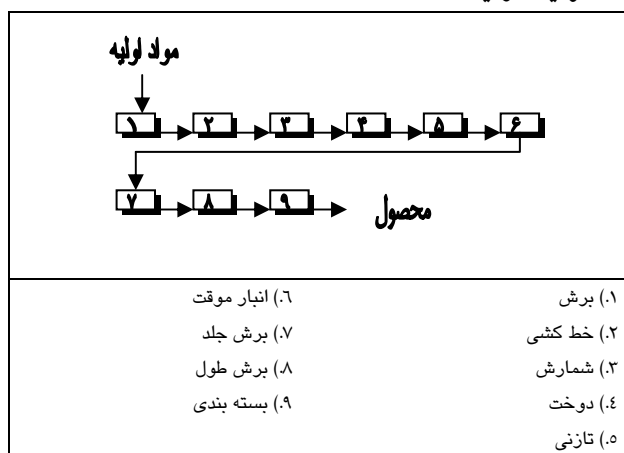 مواد اولیه
۱ ۲ ۳ ۴ ۵ ۶
۷ ۸ ۹ محصول
۱.) برش
۲.) خط کشی
۳.) شمارش
۴.) دوخت
۵.) تازنی
۶.) انبار موقت
۷.) برش جلد
۸.) برش طول
۹.) بسته بندی